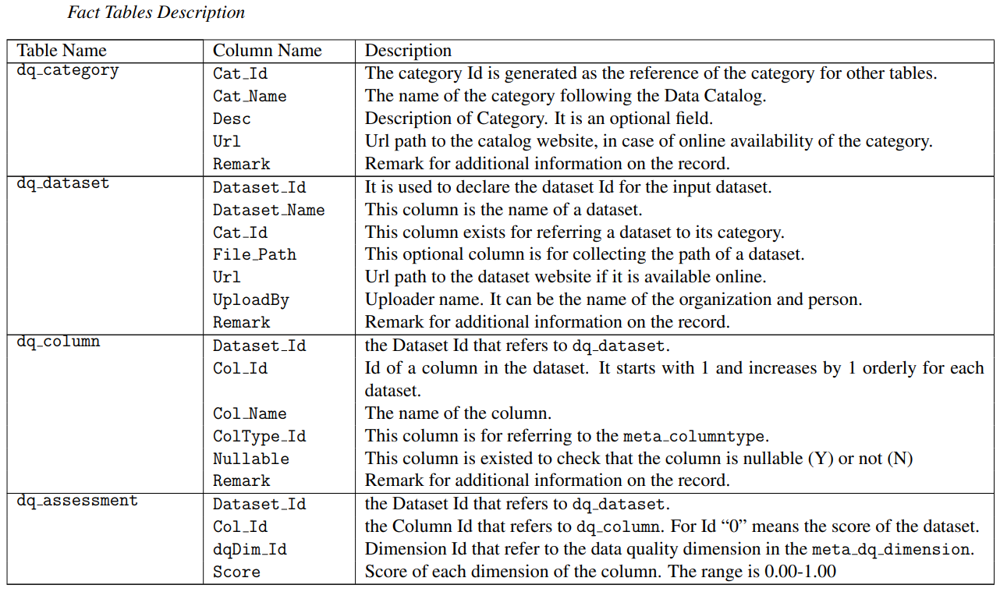 Fact Tables Description
Table Name Column Name Description
dq_category Cat_Id The category Id is generated as the reference of the category for other tables.
Cat_Name The name of the category following the Data Catalog.
Desc Description of Category. It is an optional field.
Url Url path to the catalog website, in case of online availability of the category.
Remark Remark for additional information on the record.
dq_dataset Dataset_Id It is used to declare the dataset Id for the input dataset.
Dataset_Name This column is the name of a dataset.
Cat_Id This column exists for referring a dataset to its category.
File_Path This optional column is for collecting the path of a dataset.
Url Url path to the dataset website if it is available online.
UploadBy Uploader name. It can be the name of the organization and person.
Remark Remark for additional information on the record.
dq_column Dataset_Id the Dataset Id that refers to dq_dataset.
Col_Id Id of a column in the dataset. It starts with 1 and increases by 1 orderly for each
dataset.
Col_Name The name of the column.
ColType_Id This column is for referring to the meta_columntype.
Nullable This column is existed to check that the column is nullable (Y) or not (N)
Remark Remark for additional information on the record.
dq_assessment Dataset_Id the Dataset Id that refers to dq_dataset.
Col_Id the Column Id that refers to dq_column. For Id “0” means the score of the dataset.
dqDim_Id Dimension Id that refer to the data quality dimension in the meta_dq_dimension.
Score Score of each dimension of the column. The range is 0.00-1.00